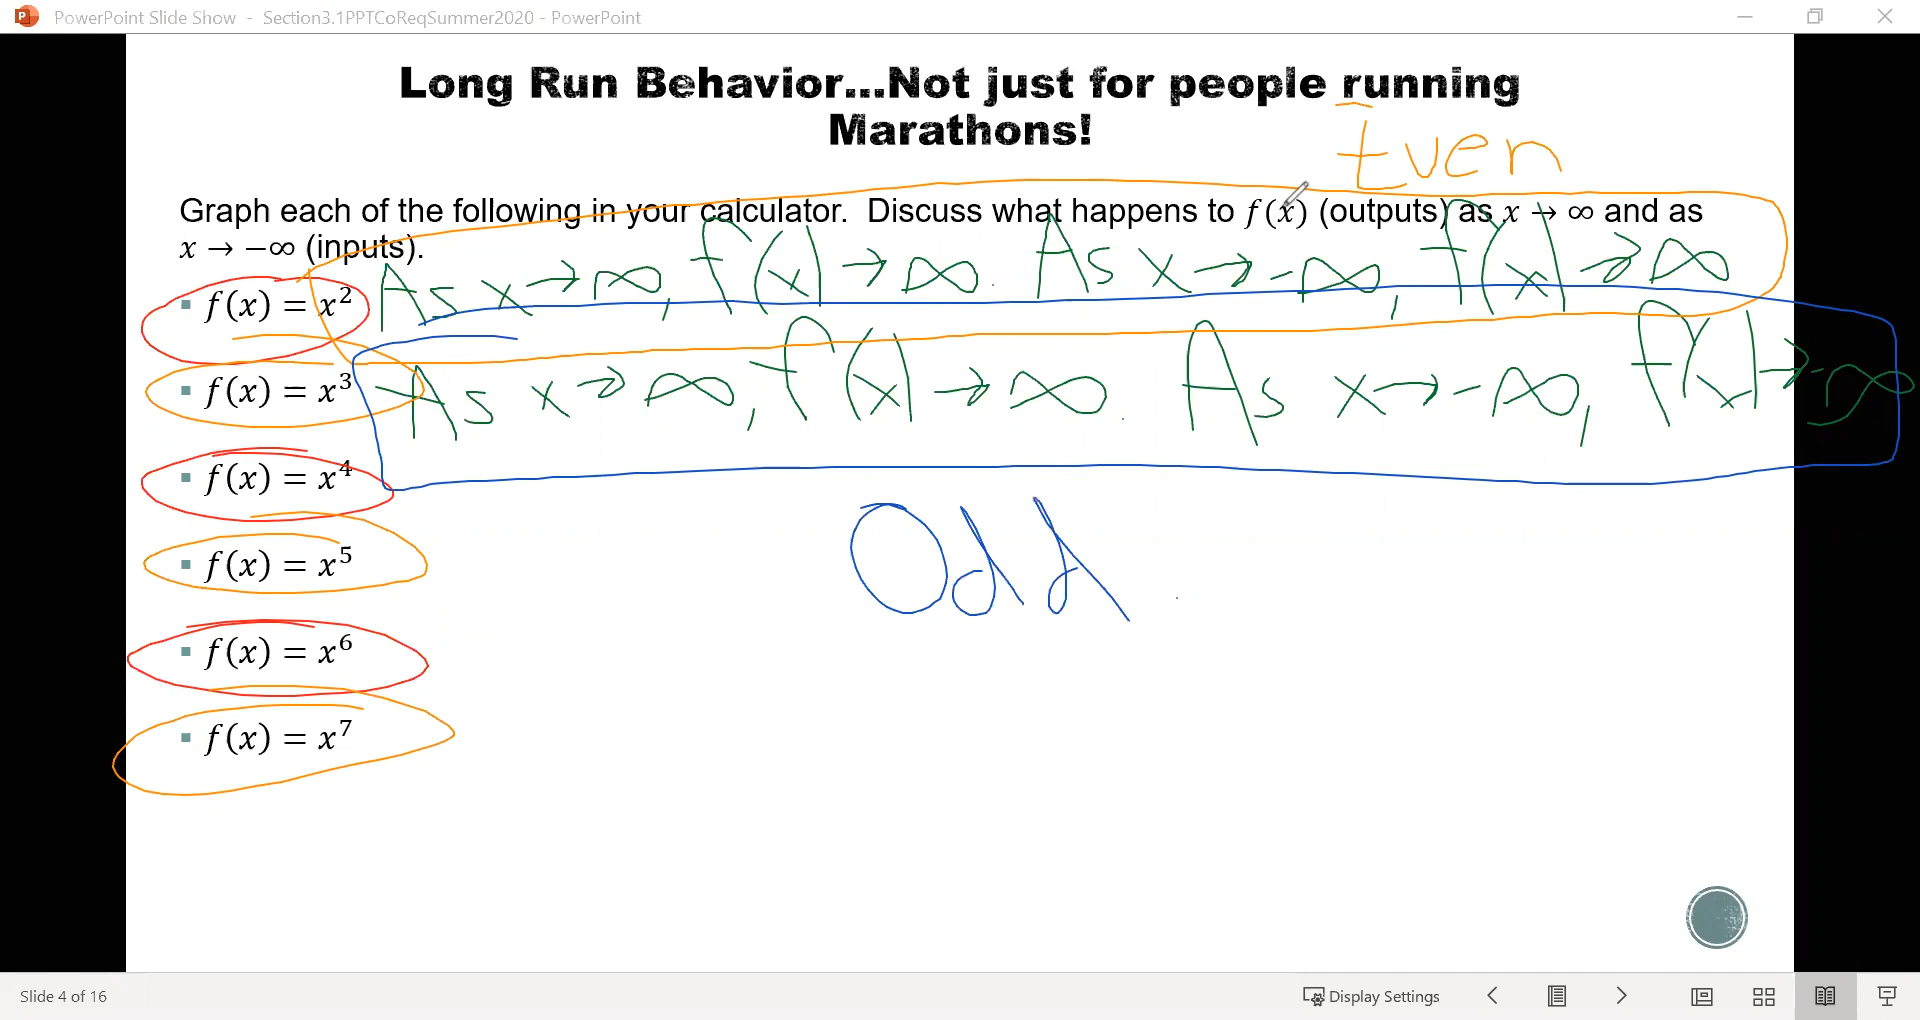 PowerPoint Slide Show - Section3.1PPTCoReqSummer2020 - PowerPoint
Long Run Behavior...Not just for people running
Marathons!
Even
Graph each of the following in your calculator. Discuss what happens to f(x) (outputs) as x → ∞ and as
x → −∞ (inputs).
As x → ∞, f(x) → ∞. As x → -∞, f(x) → ∞
▪ f(x) = x²
As x → ∞, f(x) → ∞. As x → -∞, f(x) → -∞
▪ f(x) = x³
▪ f(x) = x⁴
Odd
▪ f(x) = x⁵
▪ f(x) = x⁶
▪ f(x) = x⁷
Slide 4 of 16
Display Settings